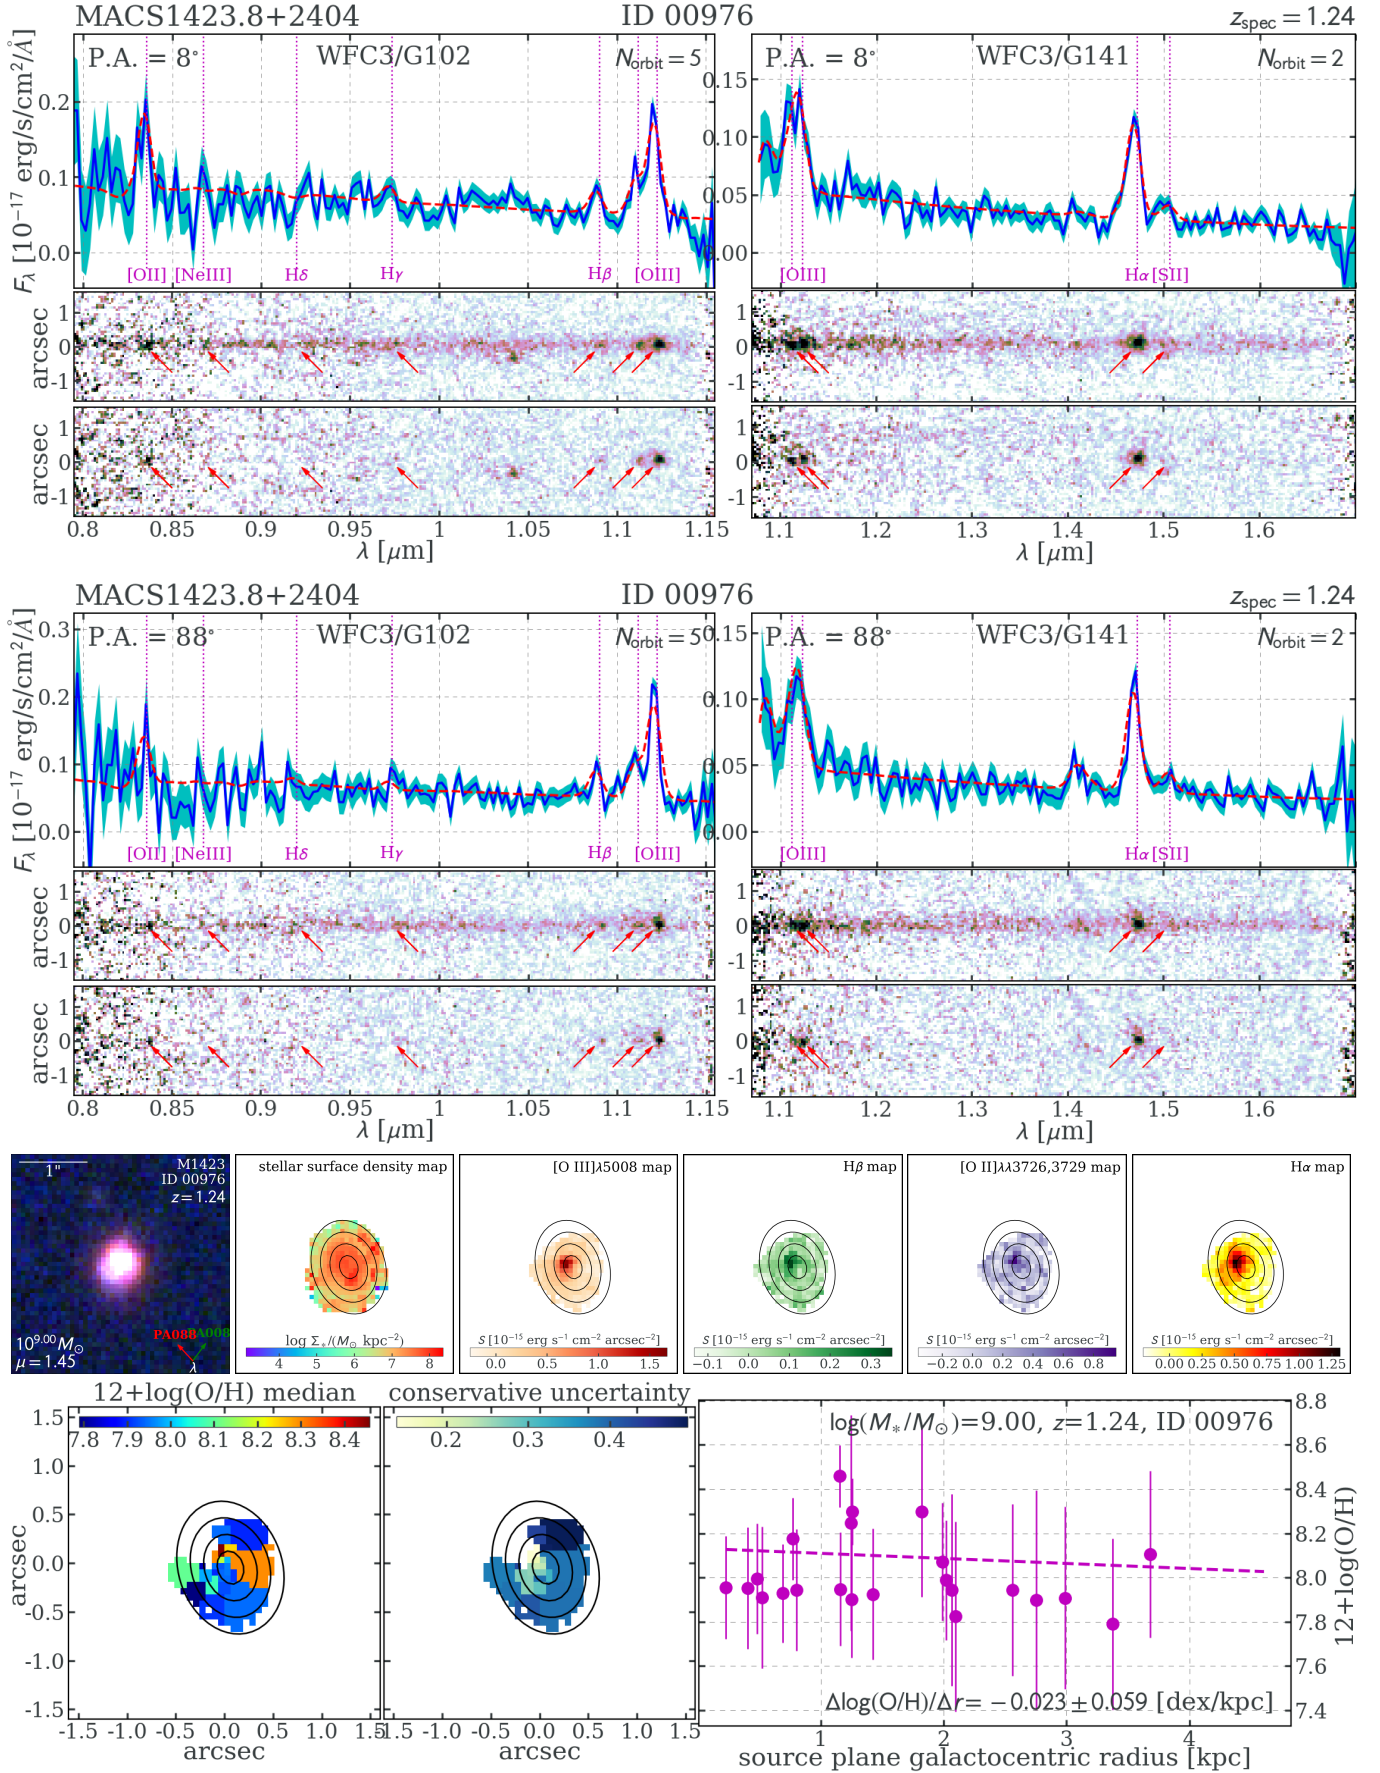 MACS1423.8+2404 ID 00976 z_spec = 1.24
P.A. = 8° WFC3/G102 N_orbit = 5
P.A. = 8° WFC3/G141 N_orbit = 2
F_λ [10⁻¹⁷ erg/s/cm²/Å]
0.2
0.1
0.0
0.15
0.10
0.05
0.00
[OII] [NeIII] Hδ Hγ Hβ [OIII]
[OIII] Hα [SII]
arcsec
1
0
-1
1
0
-1
arcsec
1
0
-1
1
0
-1
0.8 0.85 0.9 0.95 1 1.05 1.1 1.15
1.1 1.2 1.3 1.4 1.5 1.6
λ [μm] λ [μm]
MACS1423.8+2404 ID 00976 z_spec = 1.24
P.A. = 88° WFC3/G102 N_orbit = 5
P.A. = 88° WFC3/G141 N_orbit = 2
F_λ [10⁻¹⁷ erg/s/cm²/Å]
0.3
0.2
0.1
0.0
0.15
0.10
0.05
0.00
[OII] [NeIII] Hδ Hγ Hβ [OIII]
[OIII] Hα [SII]
arcsec
1
0
-1
1
0
-1
arcsec
1
0
-1
1
0
-1
0.8 0.85 0.9 0.95 1 1.05 1.1 1.15
1.1 1.2 1.3 1.4 1.5 1.6
λ [μm] λ [μm]
1"
M1423
ID 00976
z = 1.24
10^9.00 M_⊙
μ = 1.45
PA088
PA008
λ
stellar surface density map
log Σ_*/(M_⊙ kpc⁻²)
4 5 6 7 8
[O III]λ5008 map
S [10⁻¹⁵ erg s⁻¹ cm⁻² arcsec⁻²]
0.0 0.5 1.0 1.5
Hβ map
S [10⁻¹⁵ erg s⁻¹ cm⁻² arcsec⁻²]
−0.1 0.0 0.1 0.2 0.3
[O II]λλ3726,3729 map
S [10⁻¹⁵ erg s⁻¹ cm⁻² arcsec⁻²]
−0.2 0.0 0.2 0.4 0.6 0.8
Hα map
S [10⁻¹⁵ erg s⁻¹ cm⁻² arcsec⁻²]
0.00 0.25 0.50 0.75 1.00 1.25
12+log(O/H) median
7.8 7.9 8.0 8.1 8.2 8.3 8.4
1.5
1.0
0.5
0.0
-0.5
-1.0
-1.5
arcsec
-1.5 -1.0 -0.5 0.0 0.5 1.0 1.5
arcsec
conservative uncertainty
0.2 0.3 0.4
-1.5 -1.0 -0.5 0.0 0.5 1.0 1.5
arcsec
log(M_*/M_⊙)=9.00, z=1.24, ID 00976
8.8
8.6
8.4
8.2
8.0
7.8
7.6
7.4
12+log(O/H)
Δlog(O/H)/Δr = −0.023 ± 0.059 [dex/kpc]
1 2 3 4
source plane galactocentric radius [kpc]